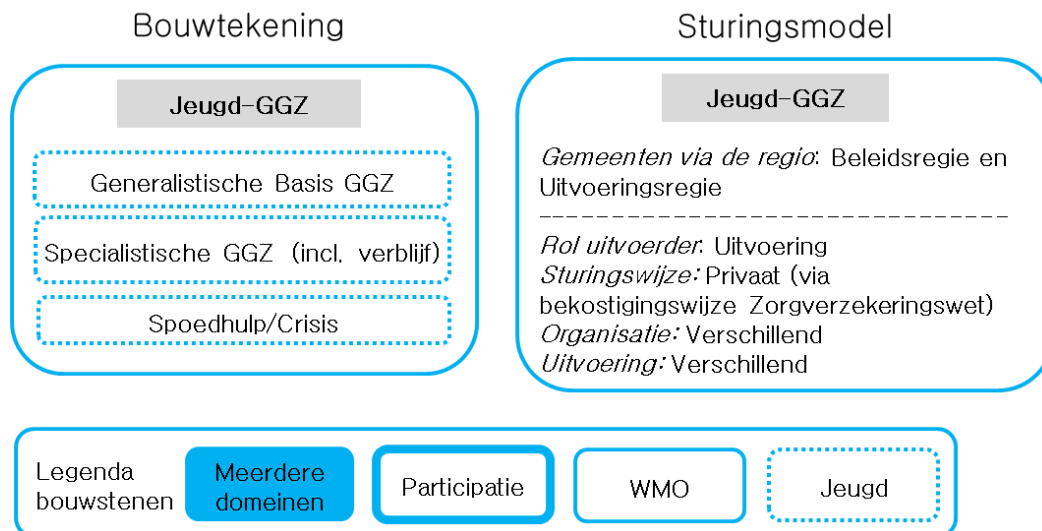 Bouwtekening
Jeugd-GGZ
Generalistische Basis GGZ
Specialistische GGZ (incl. verblijf)
Spoedhulp/Crisis
Sturingsmodel
Jeugd-GGZ
Gemeenten via de regio: Beleidsregie en
Uitvoeringsregie
Rol uitvoerder: Uitvoering
Sturingswijze: Privaat (via
bekostigingswijze Zorgverzekeringswet)
Organisatie: Verschillend
Uitvoering: Verschillend
Legenda
bouwstenen
Meerdere
domeinen
Participatie
WMO
Jeugd